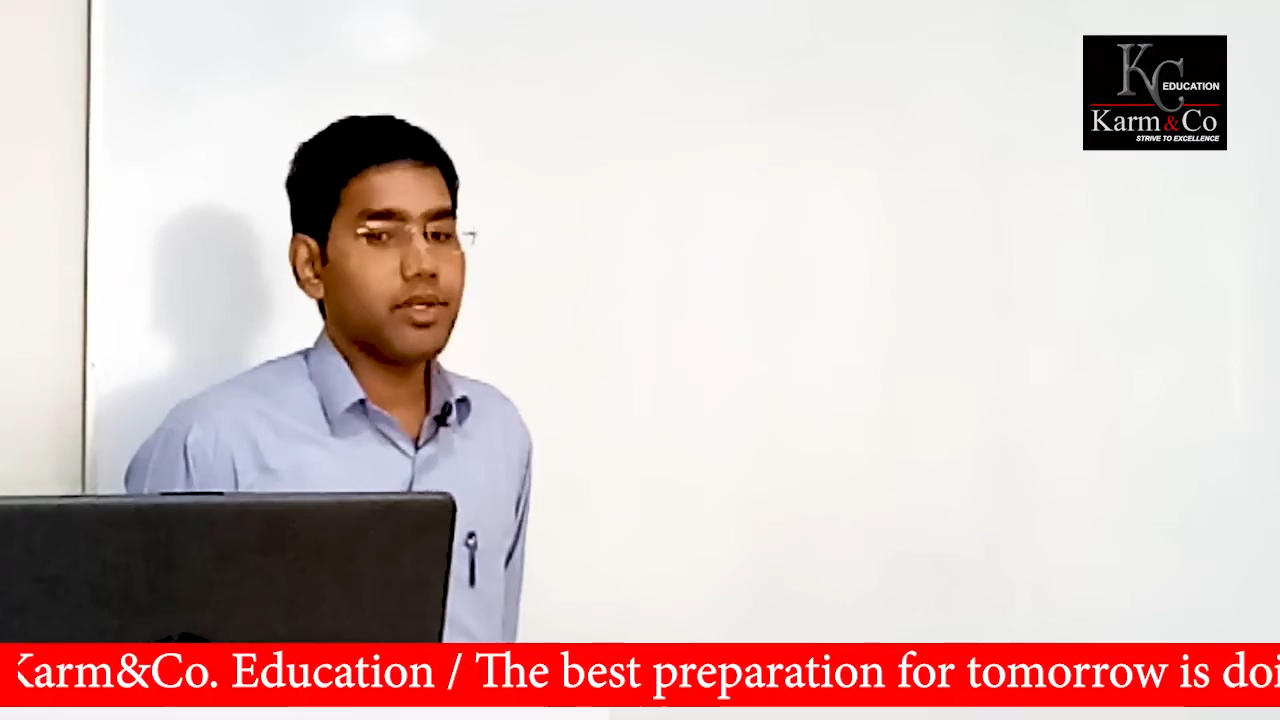 KC EDUCATION
Karm & Co
STRIVE TO EXCELLENCE
Karm&Co. Education / The best preparation for tomorrow is doi